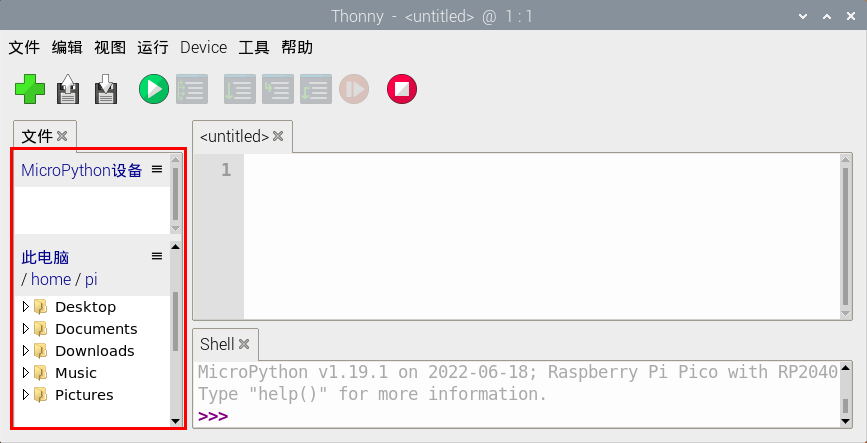 Thonny - <untitled> @ 1 : 1
文件 编辑 视图 运行 Device 工具 帮助
文件
MicroPython设备
此电脑
/ home / pi
Desktop
Documents
Downloads
Music
Pictures
<untitled>
1
Shell
MicroPython v1.19.1 on 2022-06-18; Raspberry Pi Pico with RP2040
Type "help()" for more information.
>>>